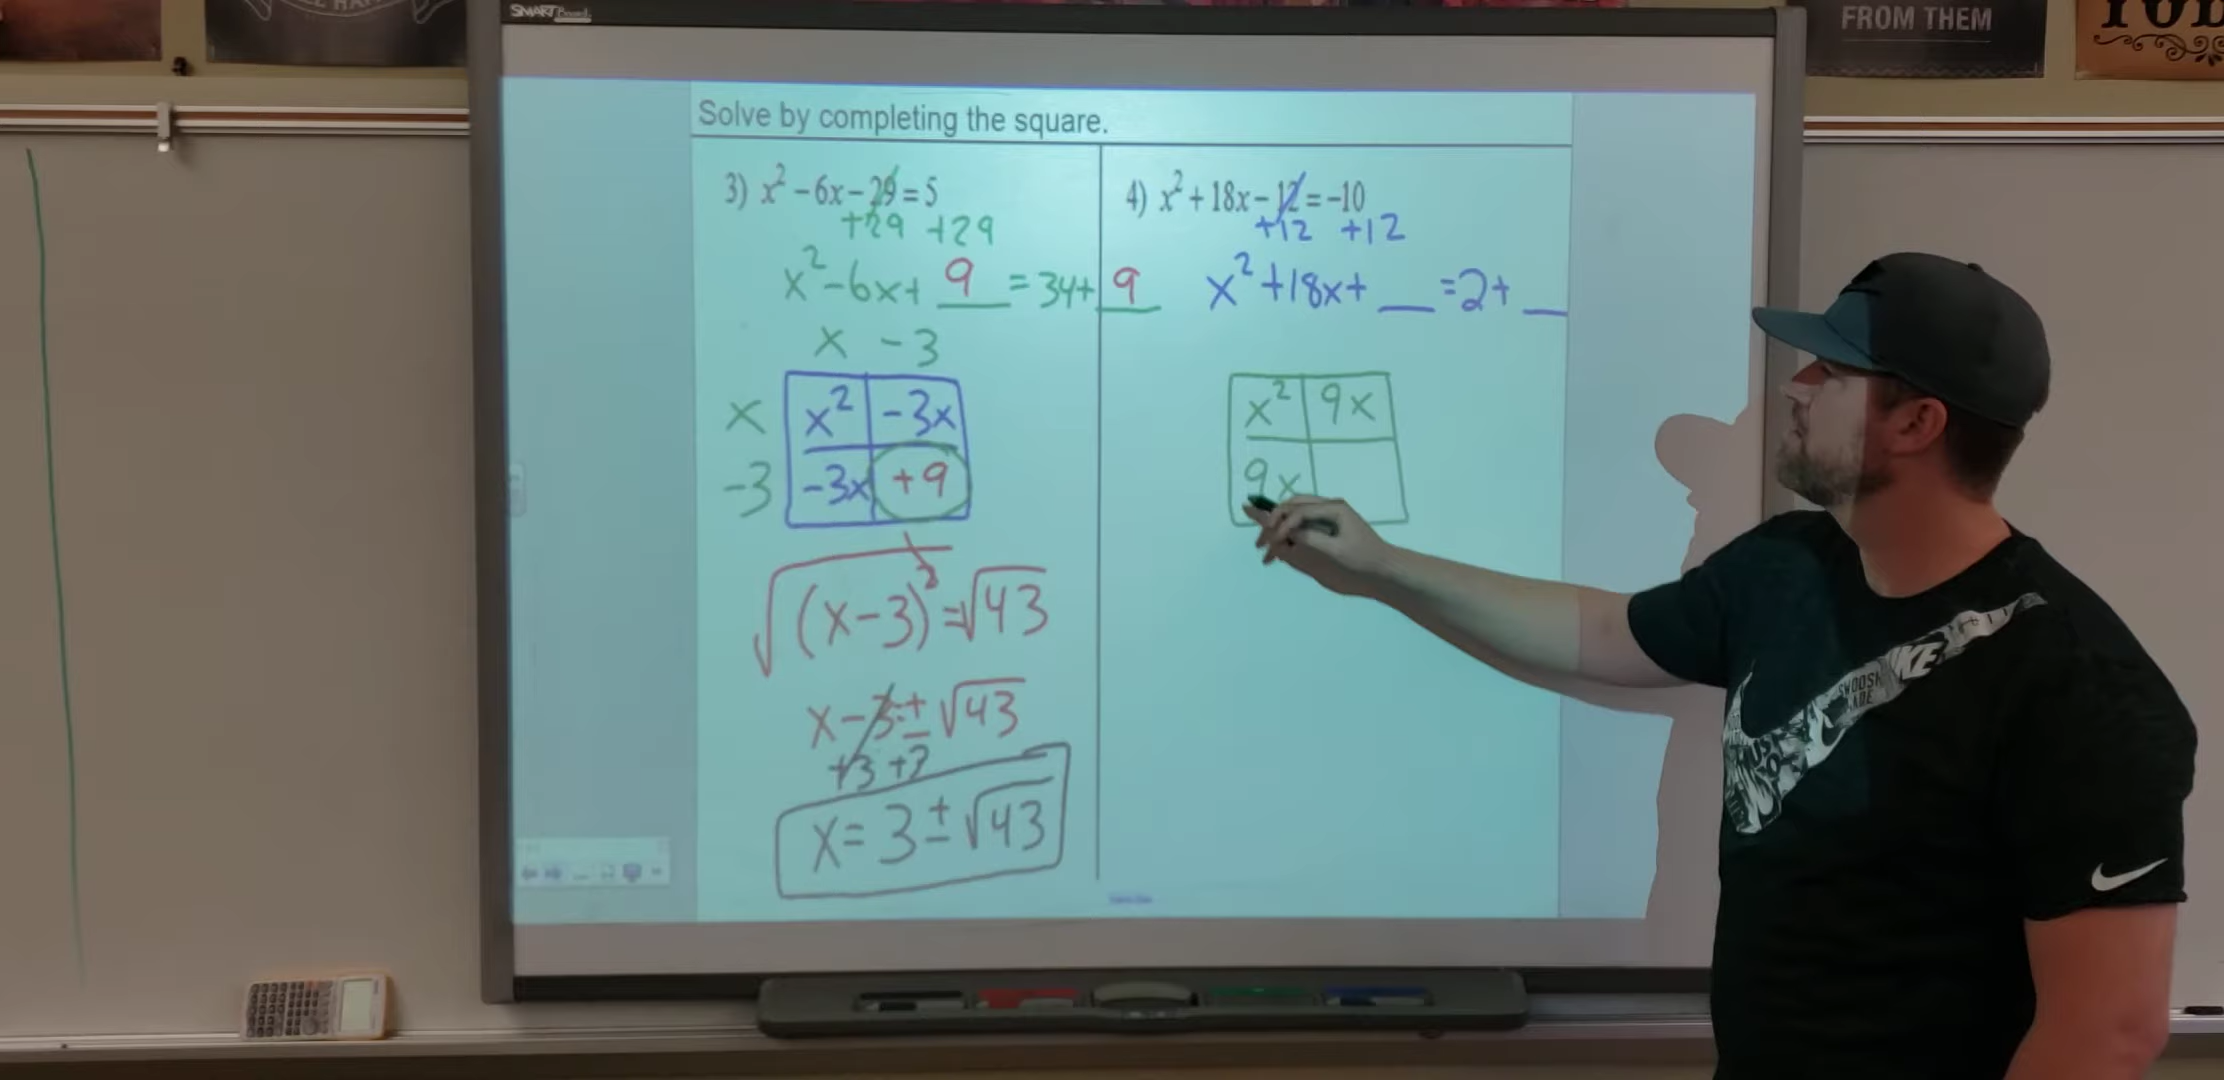 SMART Board
FROM THEM
Solve by completing the square.
3) x² - 6x - 29 = 5
+29 +29
x² - 6x + 9 = 34 + 9
x -3
x x² -3x
-3 -3x +9
√(x-3)² = √43
x - 3 = ± √43
+3 +3
x = 3 ± √43
4) x² + 18x - 12 = -10
+12 +12
x² + 18x + __ = 2 + __
x² 9x
9x